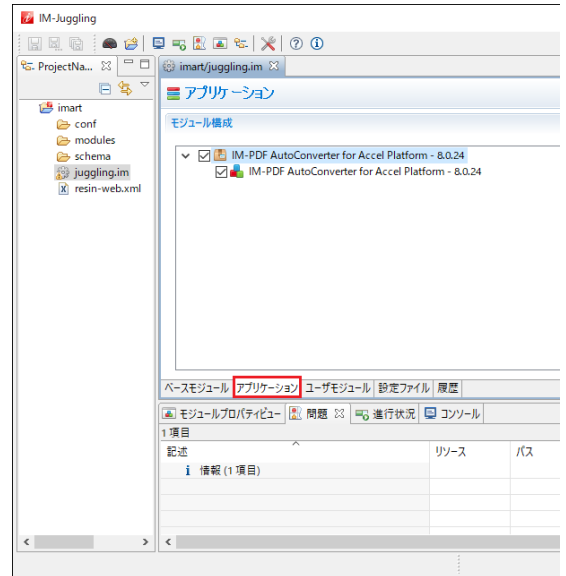 IM-Juggling
ProjectNa...
imart/juggling.im
アプリケーション
imart
conf
modules
schema
juggling.im
resin-web.xml
モジュール構成
IM-PDF AutoConverter for Accel Platform - 8.0.24
IM-PDF AutoConverter for Accel Platform - 8.0.24
ベースモジュール アプリケーション ユーザモジュール 設定ファイル 履歴
モジュールプロパティビュー 問題 進行状況 コンソール
1 項目
記述 リソース パス
情報 (1 項目)